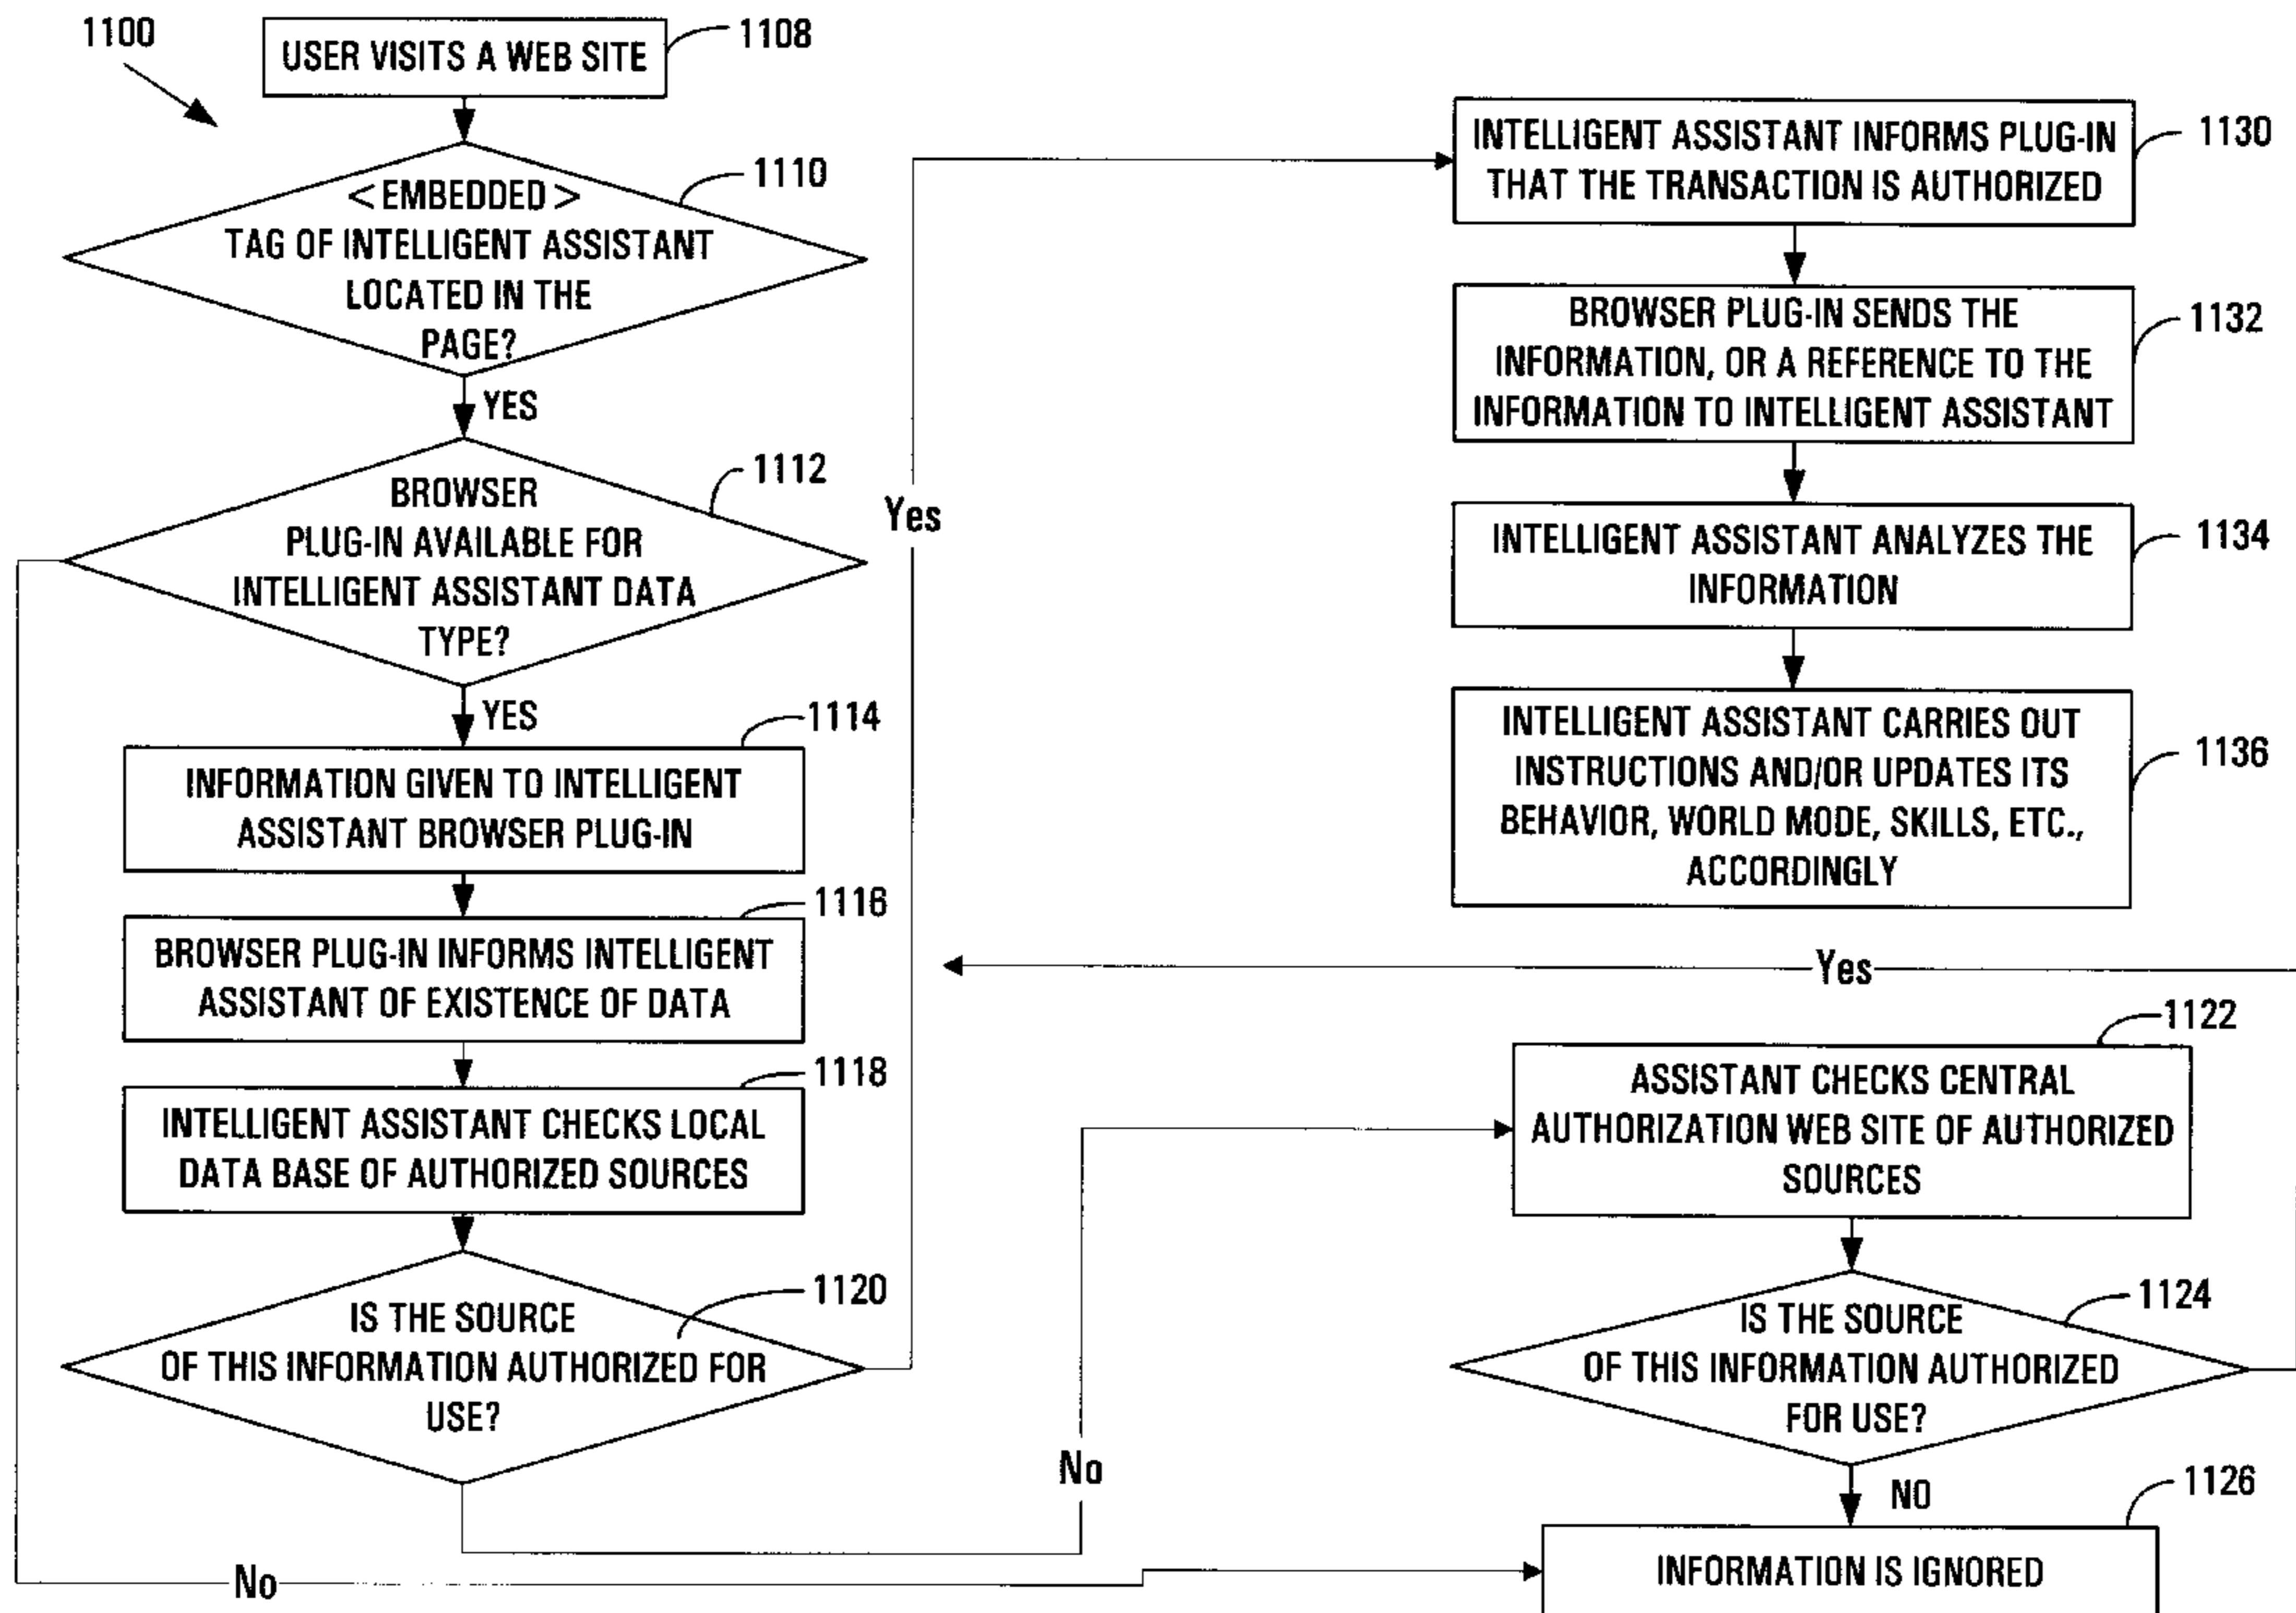 1100
USER VISITS A WEB SITE
1108
< EMBEDDED >
TAG OF INTELLIGENT ASSISTANT
LOCATED IN THE
PAGE?
1110
YES
BROWSER
PLUG-IN AVAILABLE FOR
INTELLIGENT ASSISTANT DATA
TYPE?
1112
YES
INFORMATION GIVEN TO INTELLIGENT
ASSISTANT BROWSER PLUG-IN
1114
BROWSER PLUG-IN INFORMS INTELLIGENT
ASSISTANT OF EXISTENCE OF DATA
1116
INTELLIGENT ASSISTANT CHECKS LOCAL
DATA BASE OF AUTHORIZED SOURCES
1118
IS THE SOURCE
OF THIS INFORMATION AUTHORIZED FOR
USE?
1120
Yes
No
No
INTELLIGENT ASSISTANT INFORMS PLUG-IN
THAT THE TRANSACTION IS AUTHORIZED
1130
BROWSER PLUG-IN SENDS THE
INFORMATION, OR A REFERENCE TO THE
INFORMATION TO INTELLIGENT ASSISTANT
1132
INTELLIGENT ASSISTANT ANALYZES THE
INFORMATION
1134
INTELLIGENT ASSISTANT CARRIES OUT
INSTRUCTIONS AND/OR UPDATES ITS
BEHAVIOR, WORLD MODE, SKILLS, ETC.,
ACCORDINGLY
1136
Yes
ASSISTANT CHECKS CENTRAL
AUTHORIZATION WEB SITE OF AUTHORIZED
SOURCES
1122
IS THE SOURCE
OF THIS INFORMATION AUTHORIZED
FOR USE?
1124
NO
INFORMATION IS IGNORED
1126